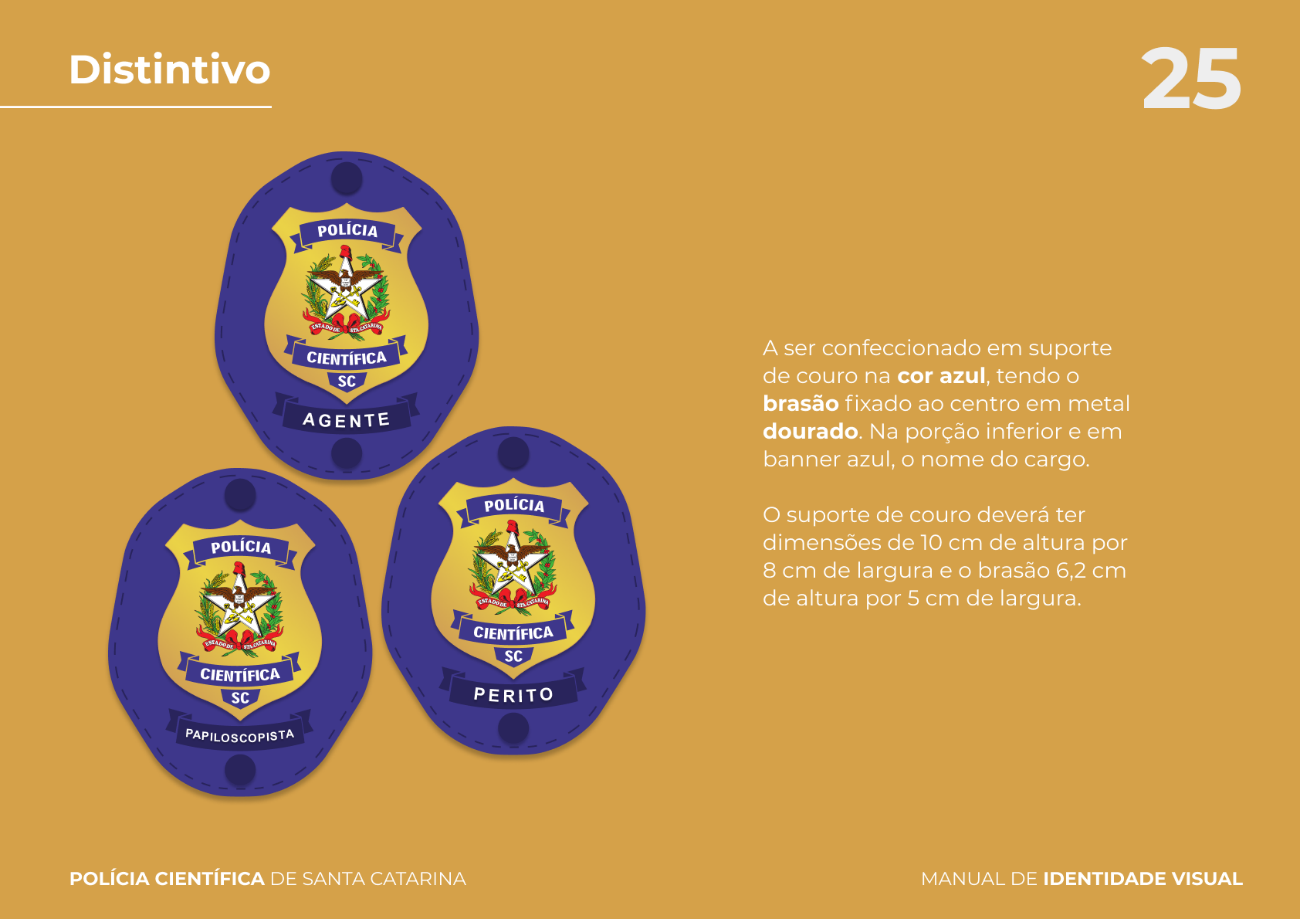 Distintivo
25
POLÍCIA
ESTADO DE STA. CATARINA
CIENTÍFICA
SC
AGENTE
POLÍCIA
ESTADO DE STA. CATARINA
CIENTÍFICA
SC
PAPILOSCOPISTA
POLÍCIA
ESTADO DE STA. CATARINA
CIENTÍFICA
SC
PERITO
A ser confeccionado em suporte
de couro na cor azul, tendo o
brasão fixado ao centro em metal
dourado. Na porção inferior e em
banner azul, o nome do cargo.
O suporte de couro deverá ter
dimensões de 10 cm de altura por
8 cm de largura e o brasão 6,2 cm
de altura por 5 cm de largura.
POLÍCIA CIENTÍFICA DE SANTA CATARINA
MANUAL DE IDENTIDADE VISUAL